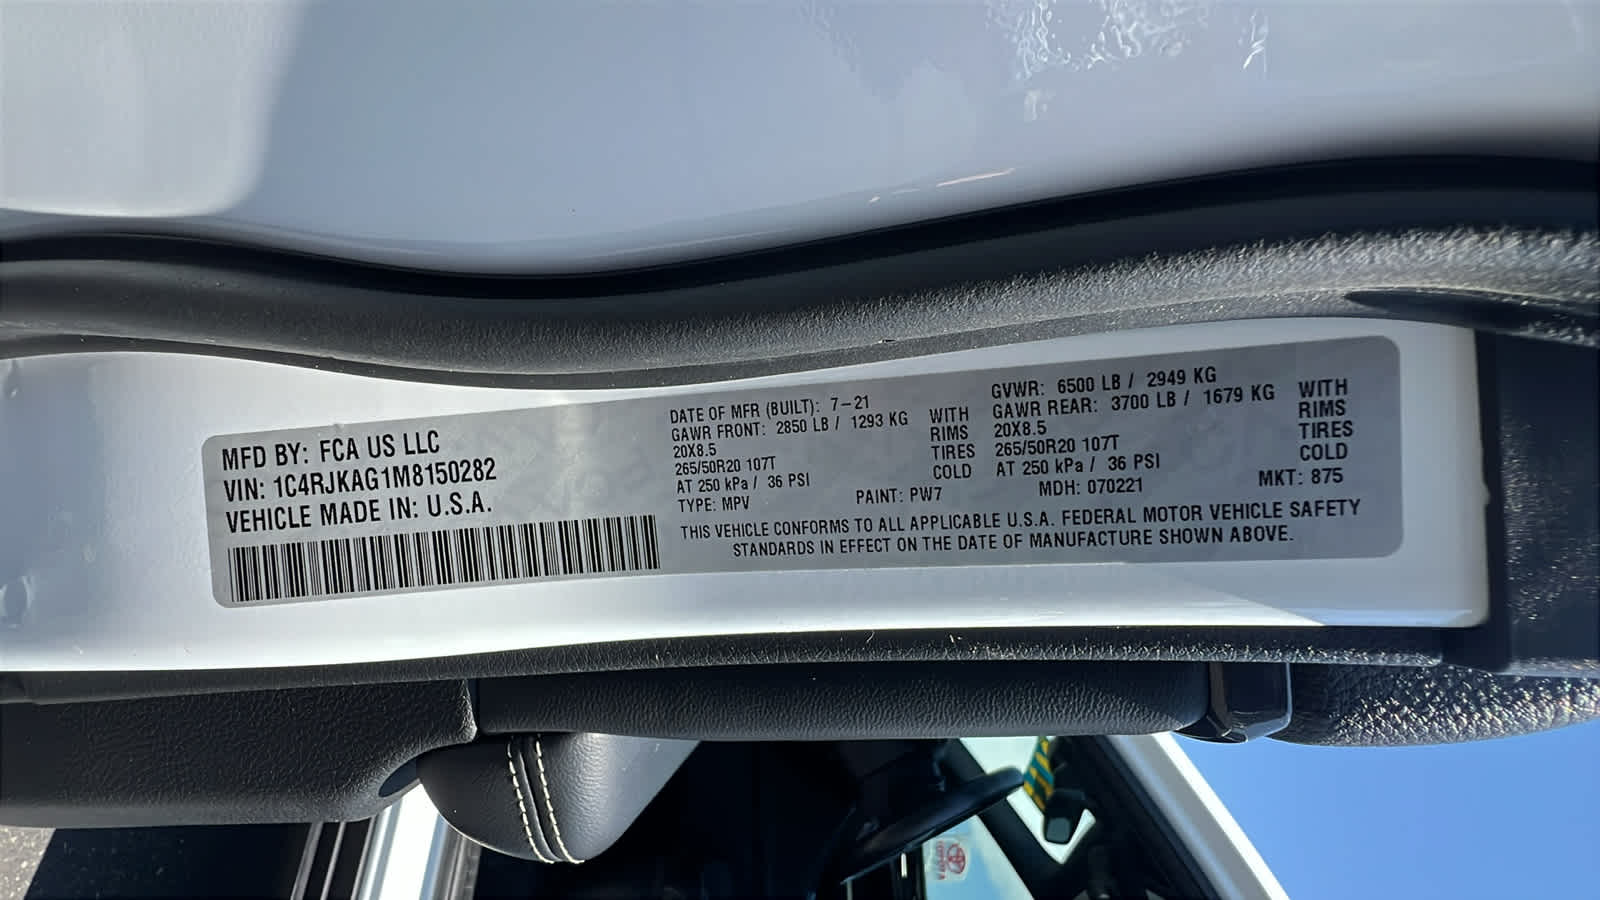 MFD BY: FCA US LLC
VIN: 1C4RJKAG1M8150282
VEHICLE MADE IN: U.S.A.
DATE OF MFR (BUILT): 7-21
GAWR FRONT: 2850 LB / 1293 KG WITH
20X8.5 RIMS
265/50R20 107T TIRES
AT 250 kPa / 36 PSI COLD
TYPE: MPV PAINT: PW7
GVWR: 6500 LB / 2949 KG
GAWR REAR: 3700 LB / 1679 KG WITH
20X8.5 RIMS
265/50R20 107T TIRES
AT 250 kPa / 36 PSI COLD
MDH: 070221 MKT: 875
THIS VEHICLE CONFORMS TO ALL APPLICABLE U.S.A. FEDERAL MOTOR VEHICLE SAFETY
STANDARDS IN EFFECT ON THE DATE OF MANUFACTURE SHOWN ABOVE.
TOYOTA